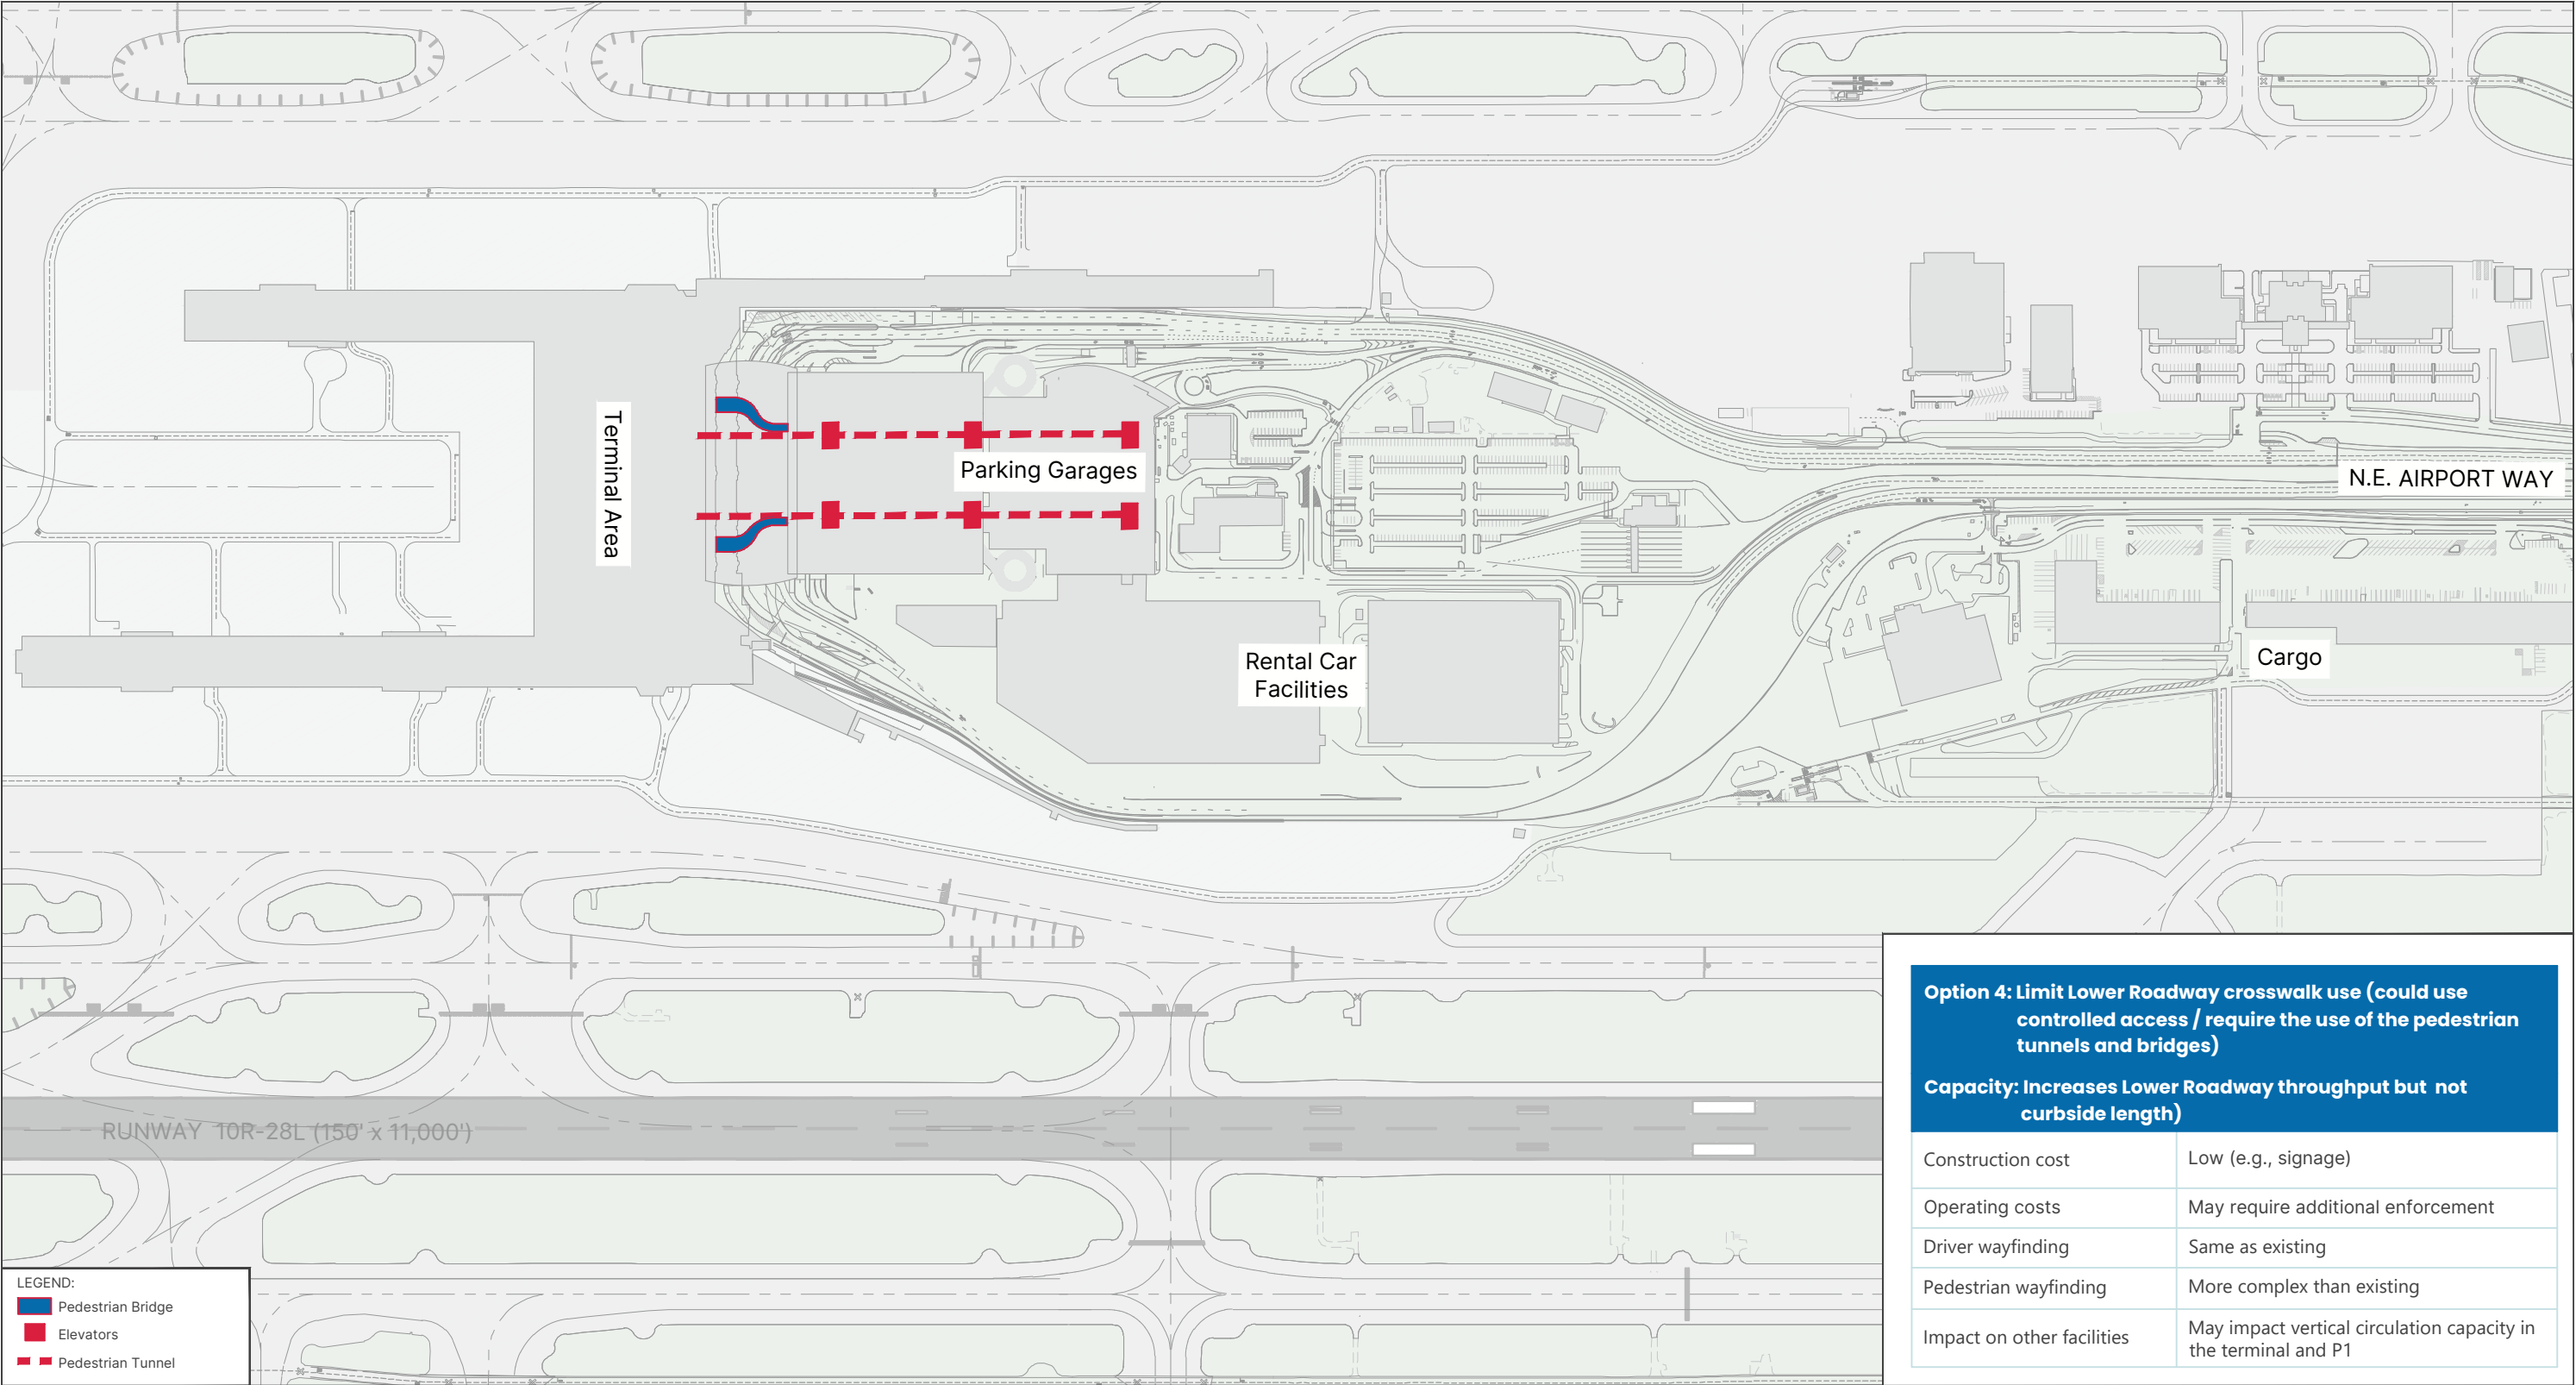 Terminal Area
Parking Garages
N.E. AIRPORT WAY
Rental Car
Facilities
Cargo
RUNWAY 10R-28L (150' x 11,000')
LEGEND:
Pedestrian Bridge
Elevators
Pedestrian Tunnel
Option 4: Limit Lower Roadway crosswalk use (could use
controlled access / require the use of the pedestrian
tunnels and bridges)
Capacity: Increases Lower Roadway throughput but not
curbside length)
Construction cost
Low (e.g., signage)
Operating costs
May require additional enforcement
Driver wayfinding
Same as existing
Pedestrian wayfinding
More complex than existing
Impact on other facilities
May impact vertical circulation capacity in
the terminal and P1